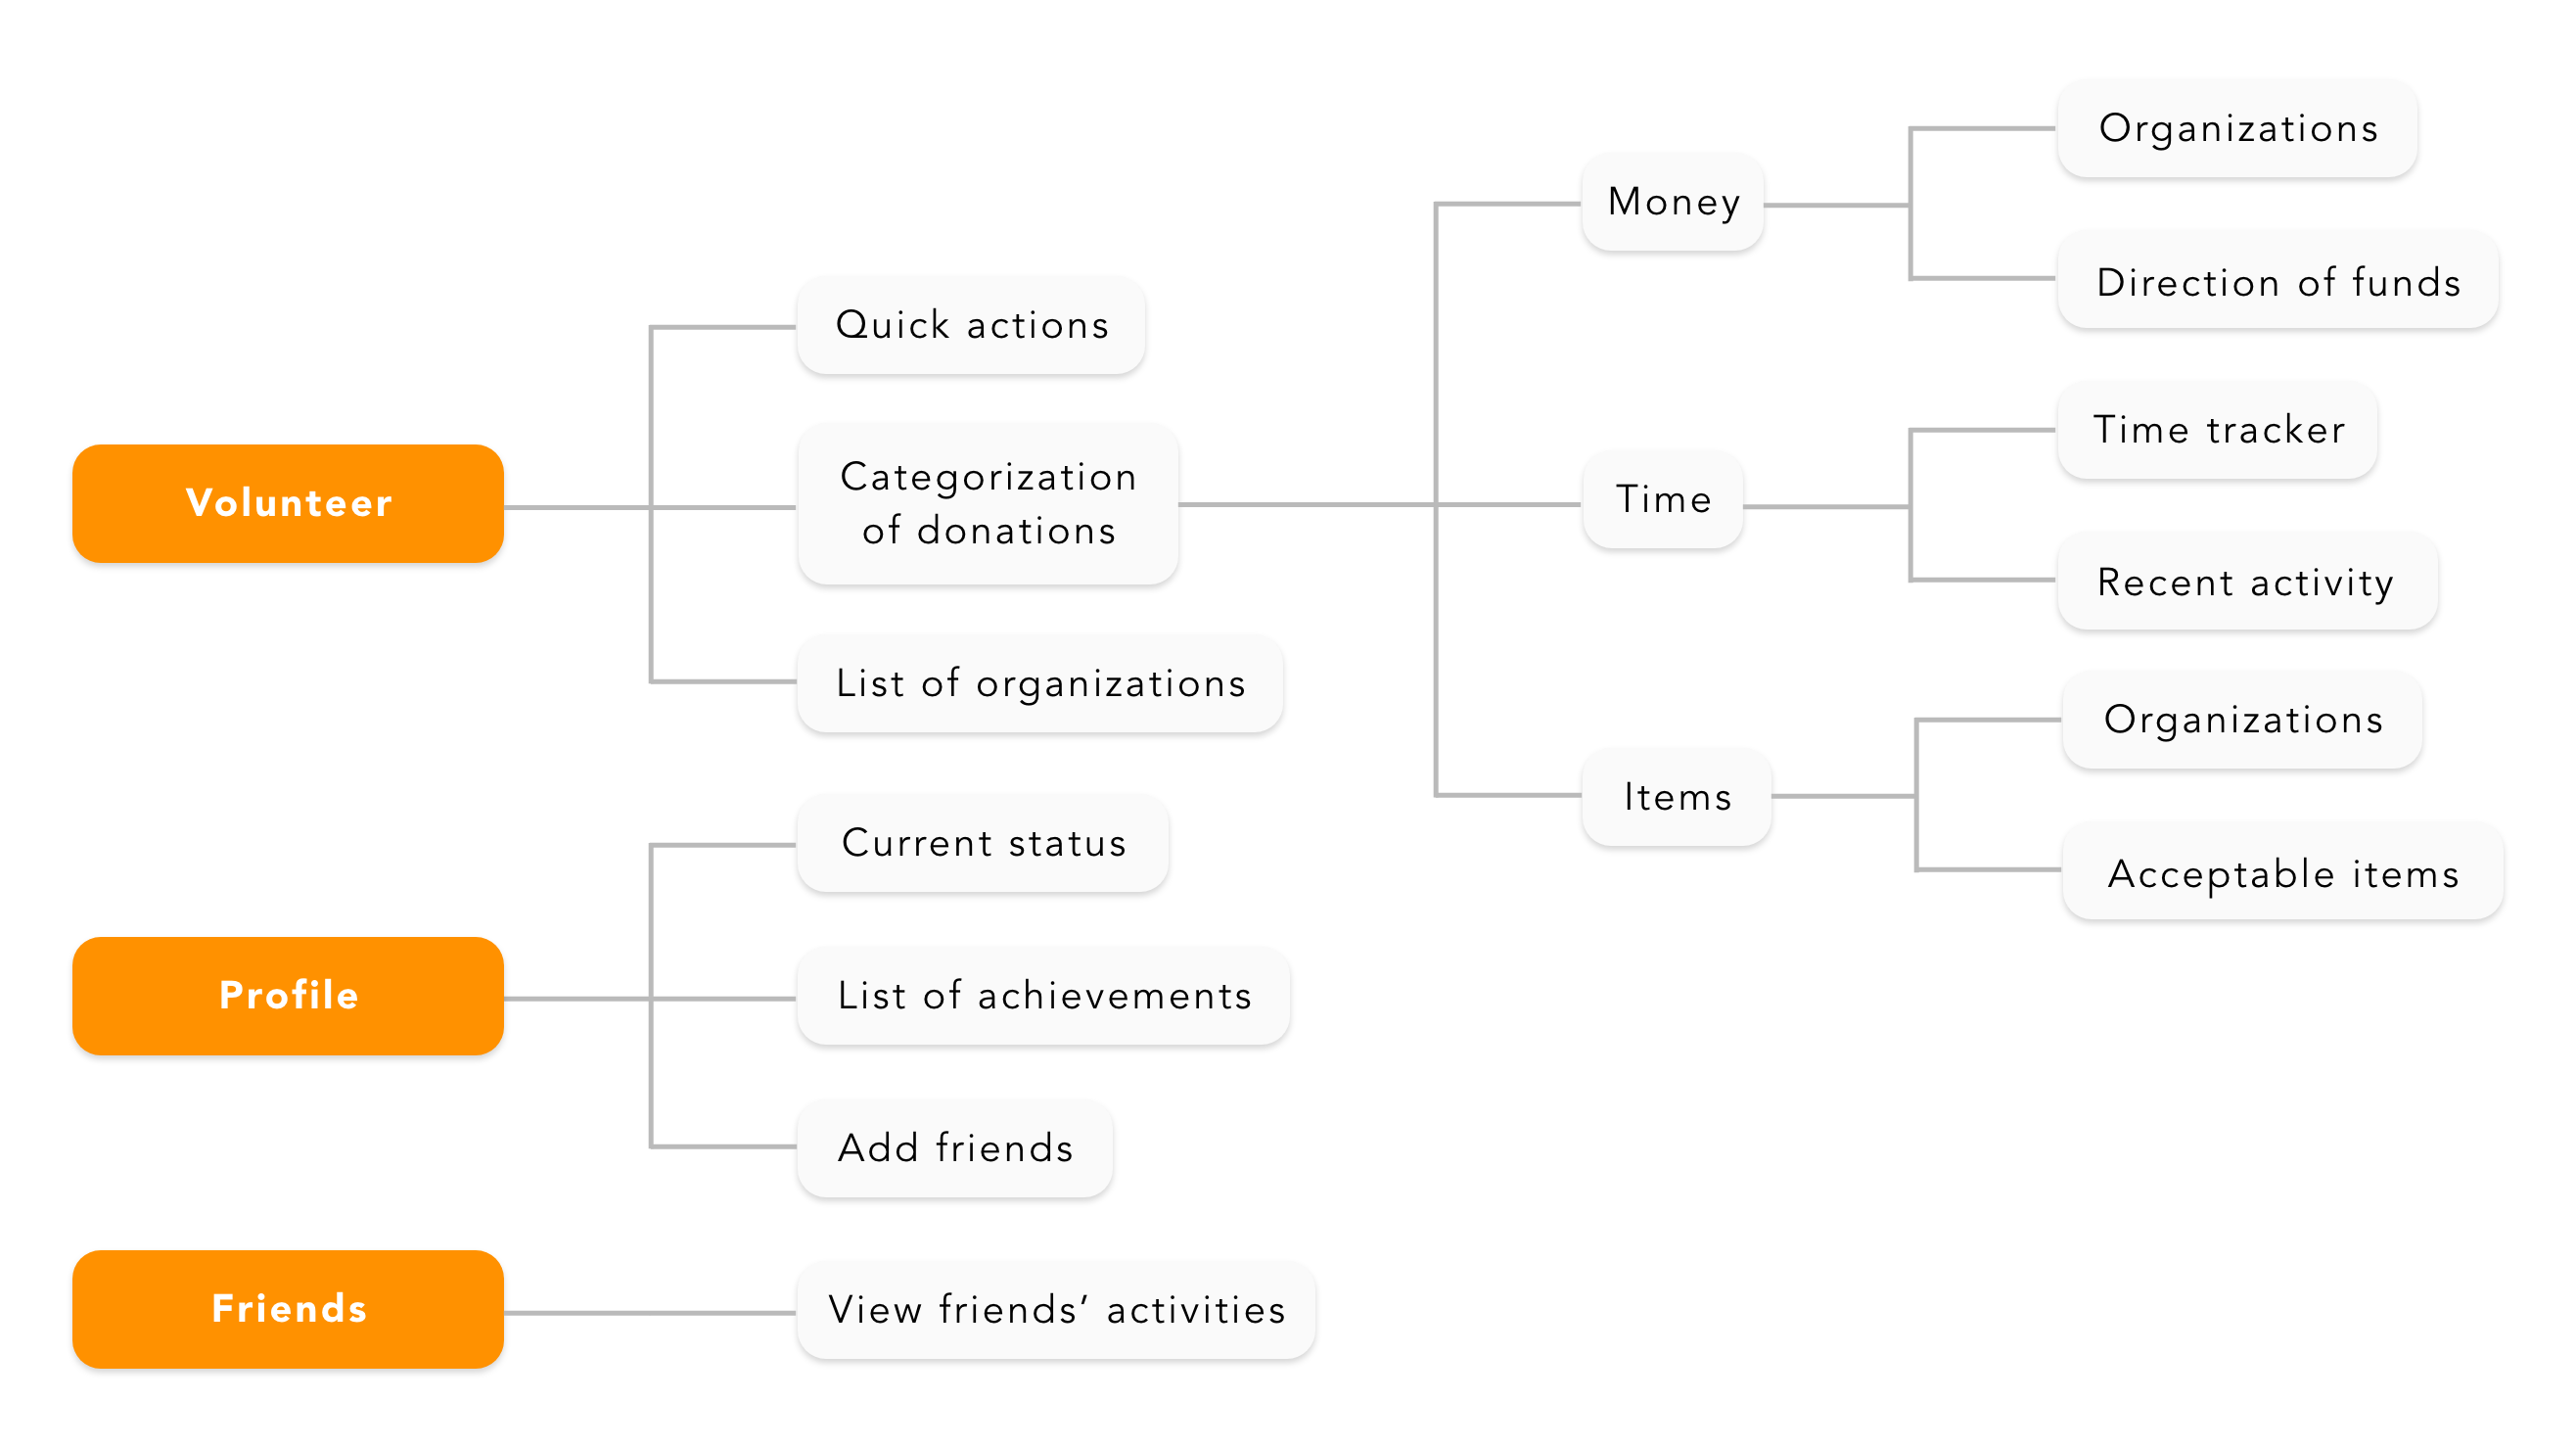 Volunteer
Quick actions
Categorization
of donations
List of organizations
Money
Organizations
Direction of funds
Time
Time tracker
Recent activity
Items
Organizations
Acceptable items
Profile
Current status
List of achievements
Add friends
Friends
View friends’ activities